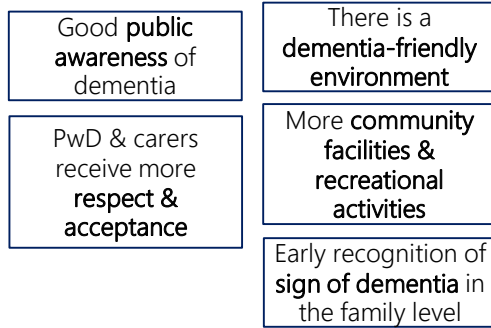 Good public
awareness of
dementia
PwD & carers
receive more
respect &
acceptance
There is a
dementia-friendly
environment
More community
facilities &
recreational
activities
Early recognition of
sign of dementia in
the family level